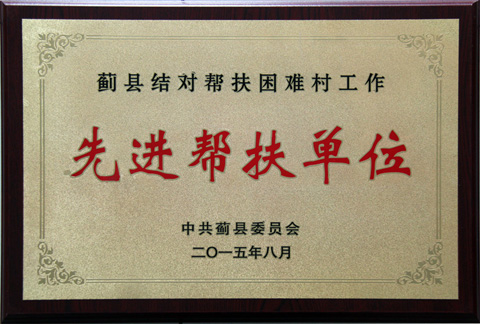 蓟县结对帮扶困难村工作
先进帮扶单位
中共蓟县委员会
二〇一五年八月